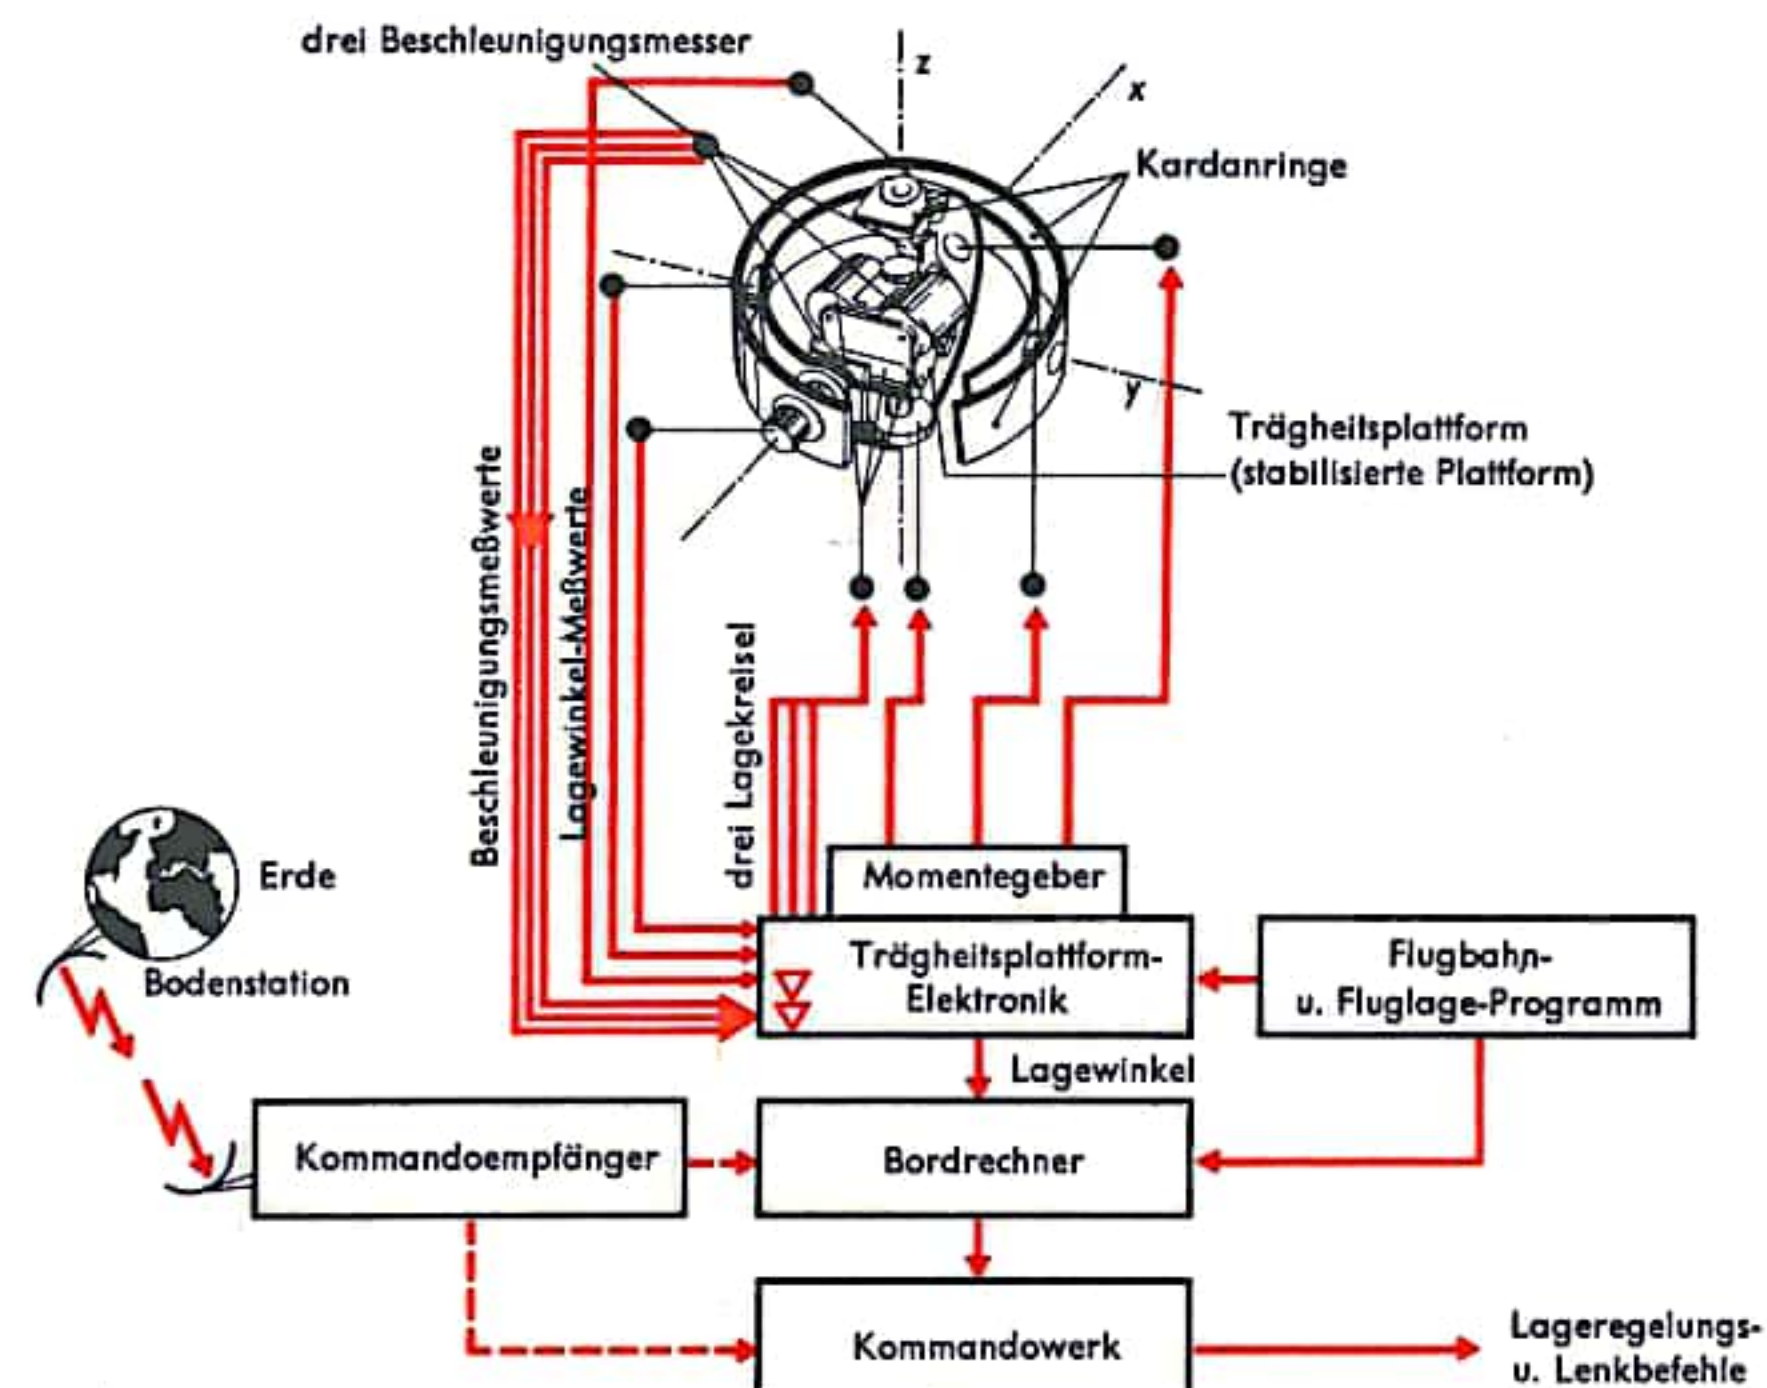 drei Beschleunigungsmesser
z
x
Kardanringe
y
Trägheitsplattform
(stabilisierte Plattform)
Beschleunigungsmeßwerte
Lagewinkel-Meßwerte
drei Lagekreisel
Erde
Bodenstation
Momentegeber
Trägheitsplattform-
Elektronik
Flugbahn-
u. Fluglage-Programm
Lagewinkel
Kommandoempfänger
Bordrechner
Kommandowerk
Lageregelungs-
u. Lenkbefehle